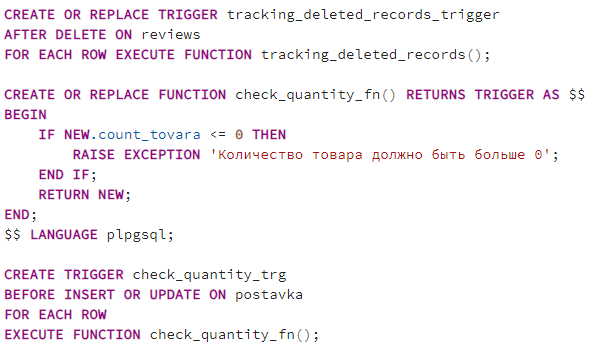 CREATE OR REPLACE TRIGGER tracking_deleted_records_trigger
AFTER DELETE ON reviews
FOR EACH ROW EXECUTE FUNCTION tracking_deleted_records();

CREATE OR REPLACE FUNCTION check_quantity_fn() RETURNS TRIGGER AS $$
BEGIN
    IF NEW.count_tovara <= 0 THEN
        RAISE EXCEPTION 'Количество товара должно быть больше 0';
    END IF;
    RETURN NEW;
END;
$$ LANGUAGE plpgsql;

CREATE TRIGGER check_quantity_trg
BEFORE INSERT OR UPDATE ON postavka
FOR EACH ROW
EXECUTE FUNCTION check_quantity_fn();